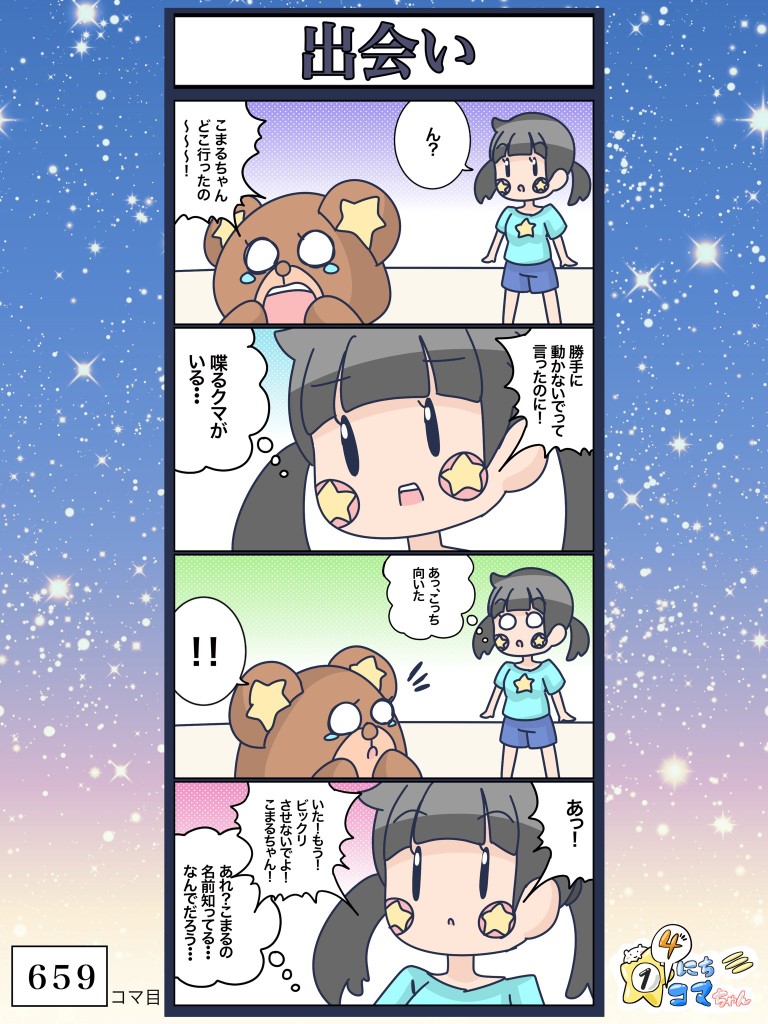 出会い
ん?
こまるちゃん
どこ行ったの
〜〜〜!
勝手に
動かないでって
言ったのに!
喋るクマが
いる…
あっ、こっち
向いた
!!
あっ!
いた!もう!
ビックリ
させないでよ!
こまるちゃん!
あれ?こまるの
名前知ってる…
なんでだろう…
659
コマ目
1
にち
4
コマ
ちゃん